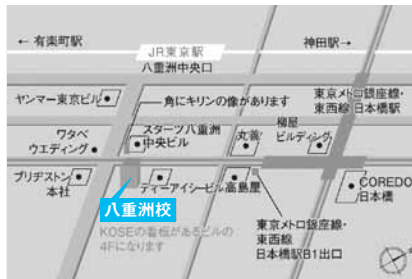 ← 有楽町駅
神田駅→
JR東京駅
八重洲中央口
ヤンマー東京ビル
角にキリンの像があります
東京メトロ銀座線・
東西線 日本橋駅
ワタベ
ウエディング
スターツ八重洲
中央ビル
丸善
柳屋
ビルディング
ブリヂストン
本社
ティーアイシービル
高島屋
COREDO
日本橋
八重洲校
KOSEの看板があるビルの
4Fになります
東京メトロ銀座線・
東西線
日本橋駅B1出口